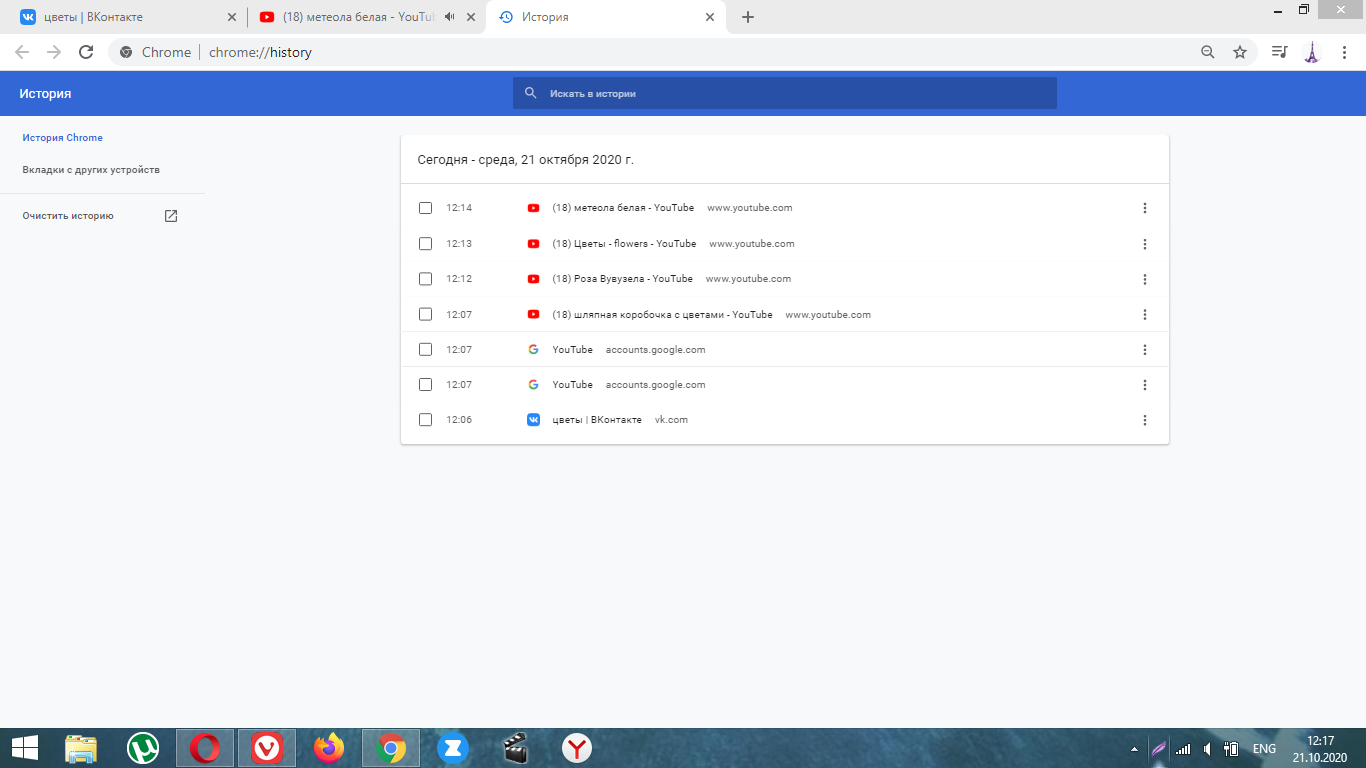 цветы | ВКонтакте
(18) метеола белая - YouTu
История
Chrome
chrome://history
История
Искать в истории
История Chrome
Вкладки с других устройств
Очистить историю
Сегодня - среда, 21 октября 2020 г.
12:14 (18) метеола белая - YouTube www.youtube.com
12:13 (18) Цветы - flowers - YouTube www.youtube.com
12:12 (18) Роза Вувузела - YouTube www.youtube.com
12:07 (18) шляпная коробочка с цветами - YouTube www.youtube.com
12:07 YouTube accounts.google.com
12:07 YouTube accounts.google.com
12:06 цветы | ВКонтакте vk.com
ENG
12:17
21.10.2020